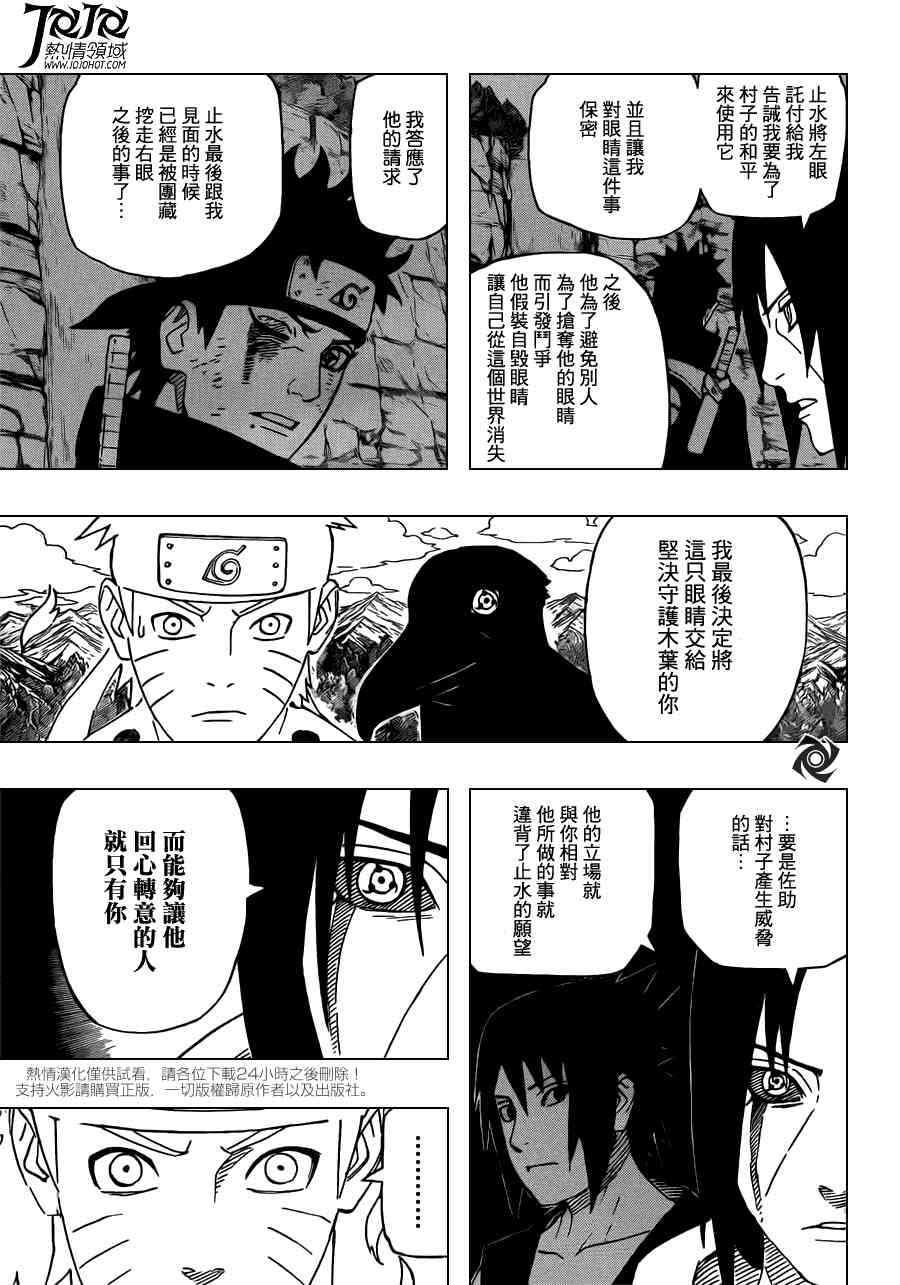 JOJO
熱情領域
WWW.JOJOHOT.COM
止水將左眼
託付給我
告誡我要為了
村子的和平
來使用它
並且讓我
對眼睛這件事
保密
之後
他為了避免別人
為了搶奪他的眼睛
而引發鬥爭
他假裝自毀眼睛
讓自己從這個世界消失
我答應了
他的請求
止水最後跟我
見面的時候
已經是被團藏
挖走右眼
之後的事了…
我最後決定將
這只眼睛交給
堅決守護木葉的你
…要是佐助
對村子產生威脅
的話…
他的立場就
與你相對
他所做的事就
違背了止水的願望
而能夠讓他
回心轉意的人
就只有你
熱情漢化僅供試看，請各位下載24小時之後刪除！
支持火影請購買正版，一切版權歸原作者以及出版社。
………